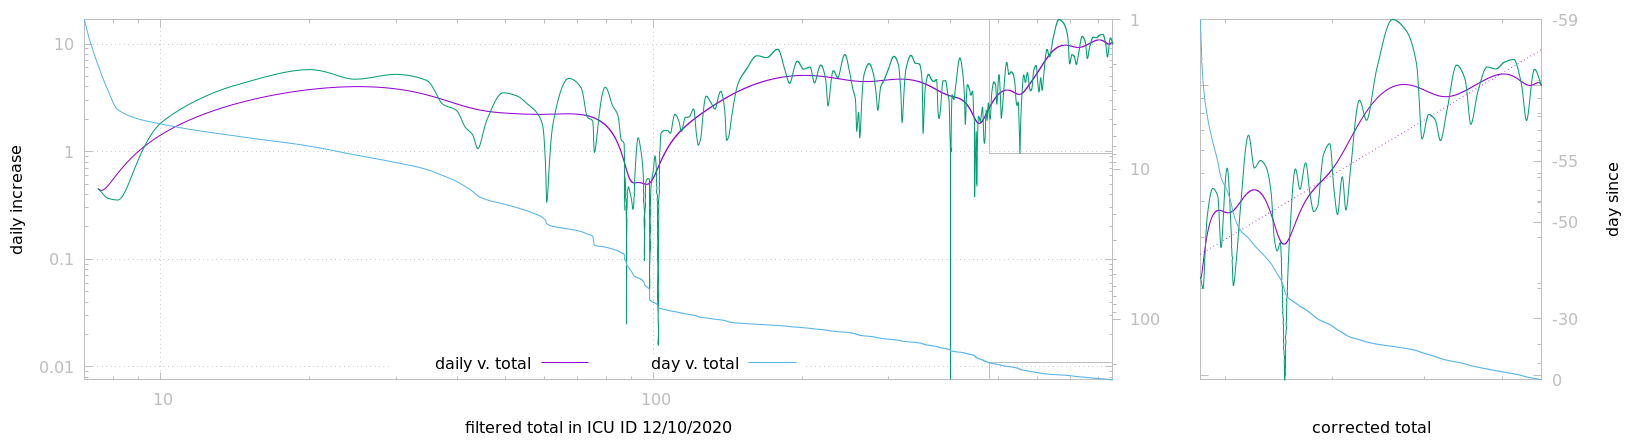 10
1
0.1
0.01
daily increase
10
100
filtered total in ICU ID 12/10/2020
daily v. total
day v. total
1
10
100
-59
-55
-50
-30
0
day since
corrected total